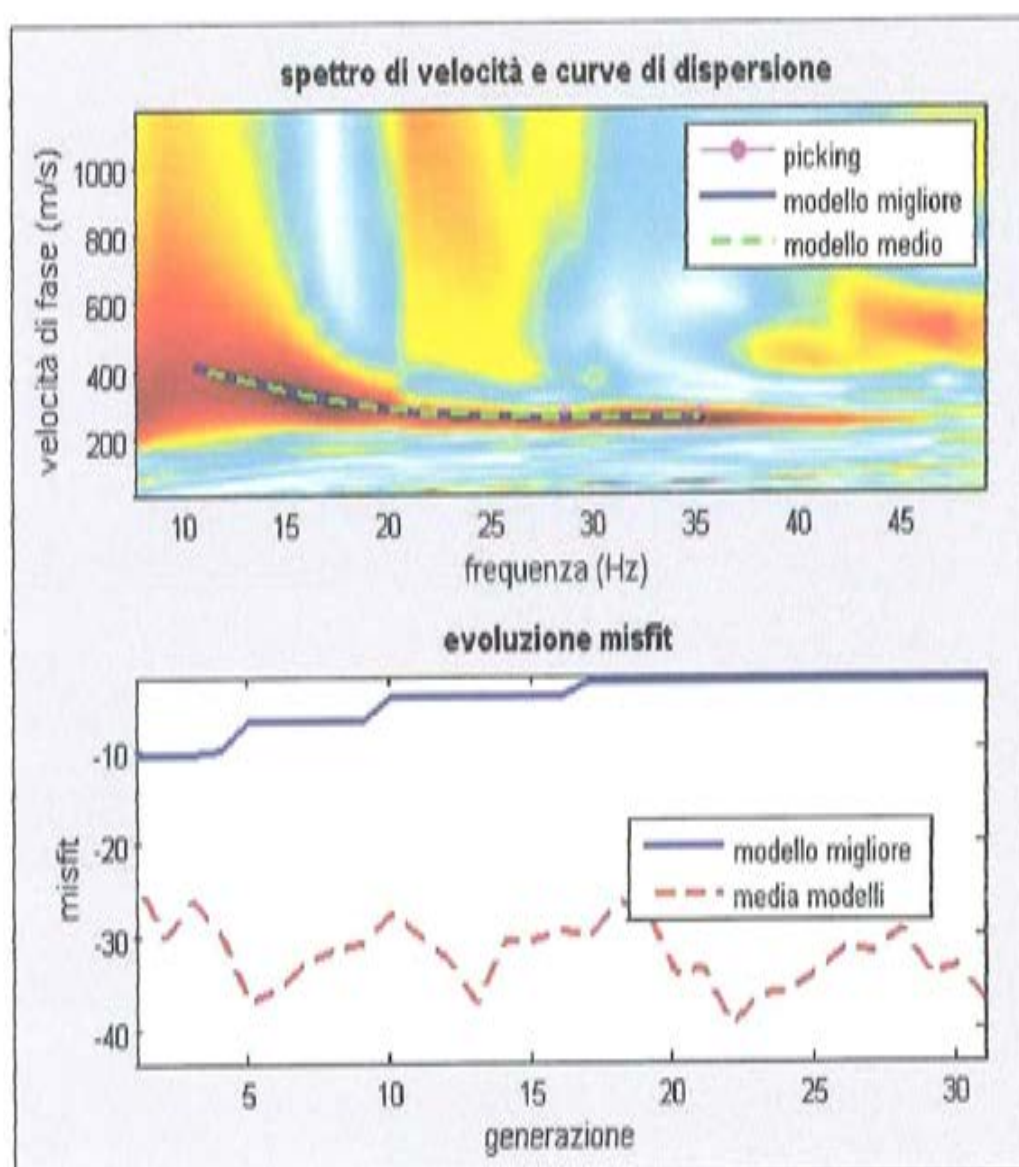 spettro di velocità e curve di dispersione
velocità di fase (m/s)
1000
800
600
400
200
picking
modello migliore
modello medio
10 15 20 25 30 35 40 45
frequenza (Hz)
evoluzione misfit
misfit
-10
-20
-30
-40
modello migliore
media modelli
5 10 15 20 25 30
generazione